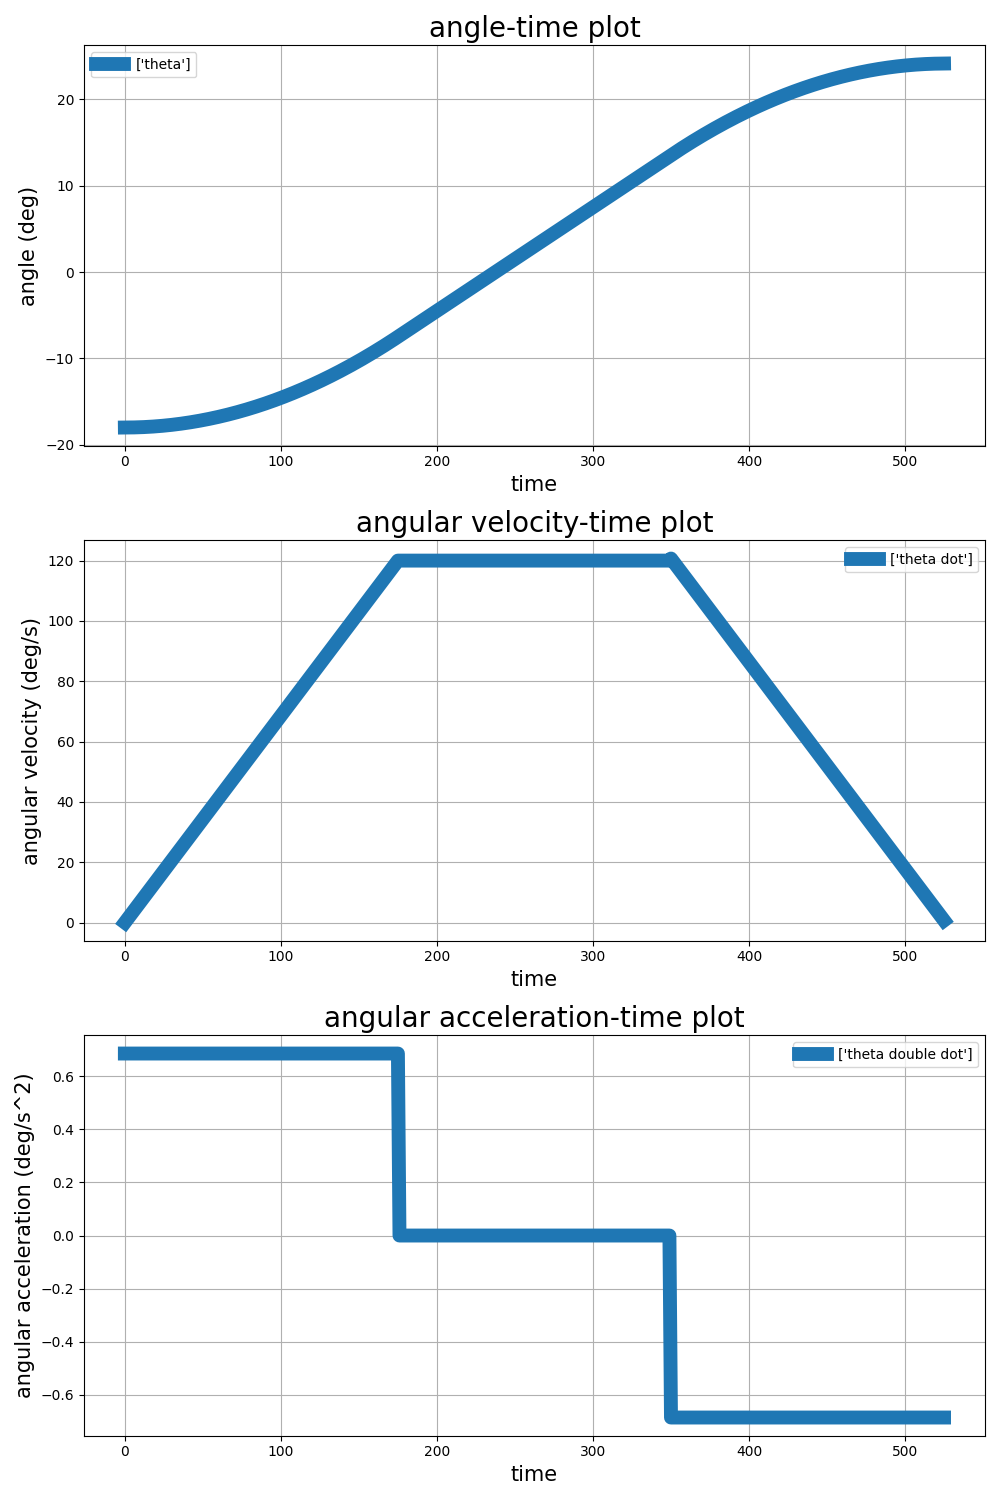 angle-time plot
['theta']
20
10
0
−10
−20
angle (deg)
0 100 200 300 400 500
time
angular velocity-time plot
['theta dot']
120
100
80
60
40
20
0
angular velocity (deg/s)
0 100 200 300 400 500
time
angular acceleration-time plot
['theta double dot']
0.6
0.4
0.2
0.0
−0.2
−0.4
−0.6
angular acceleration (deg/s^2)
0 100 200 300 400 500
time